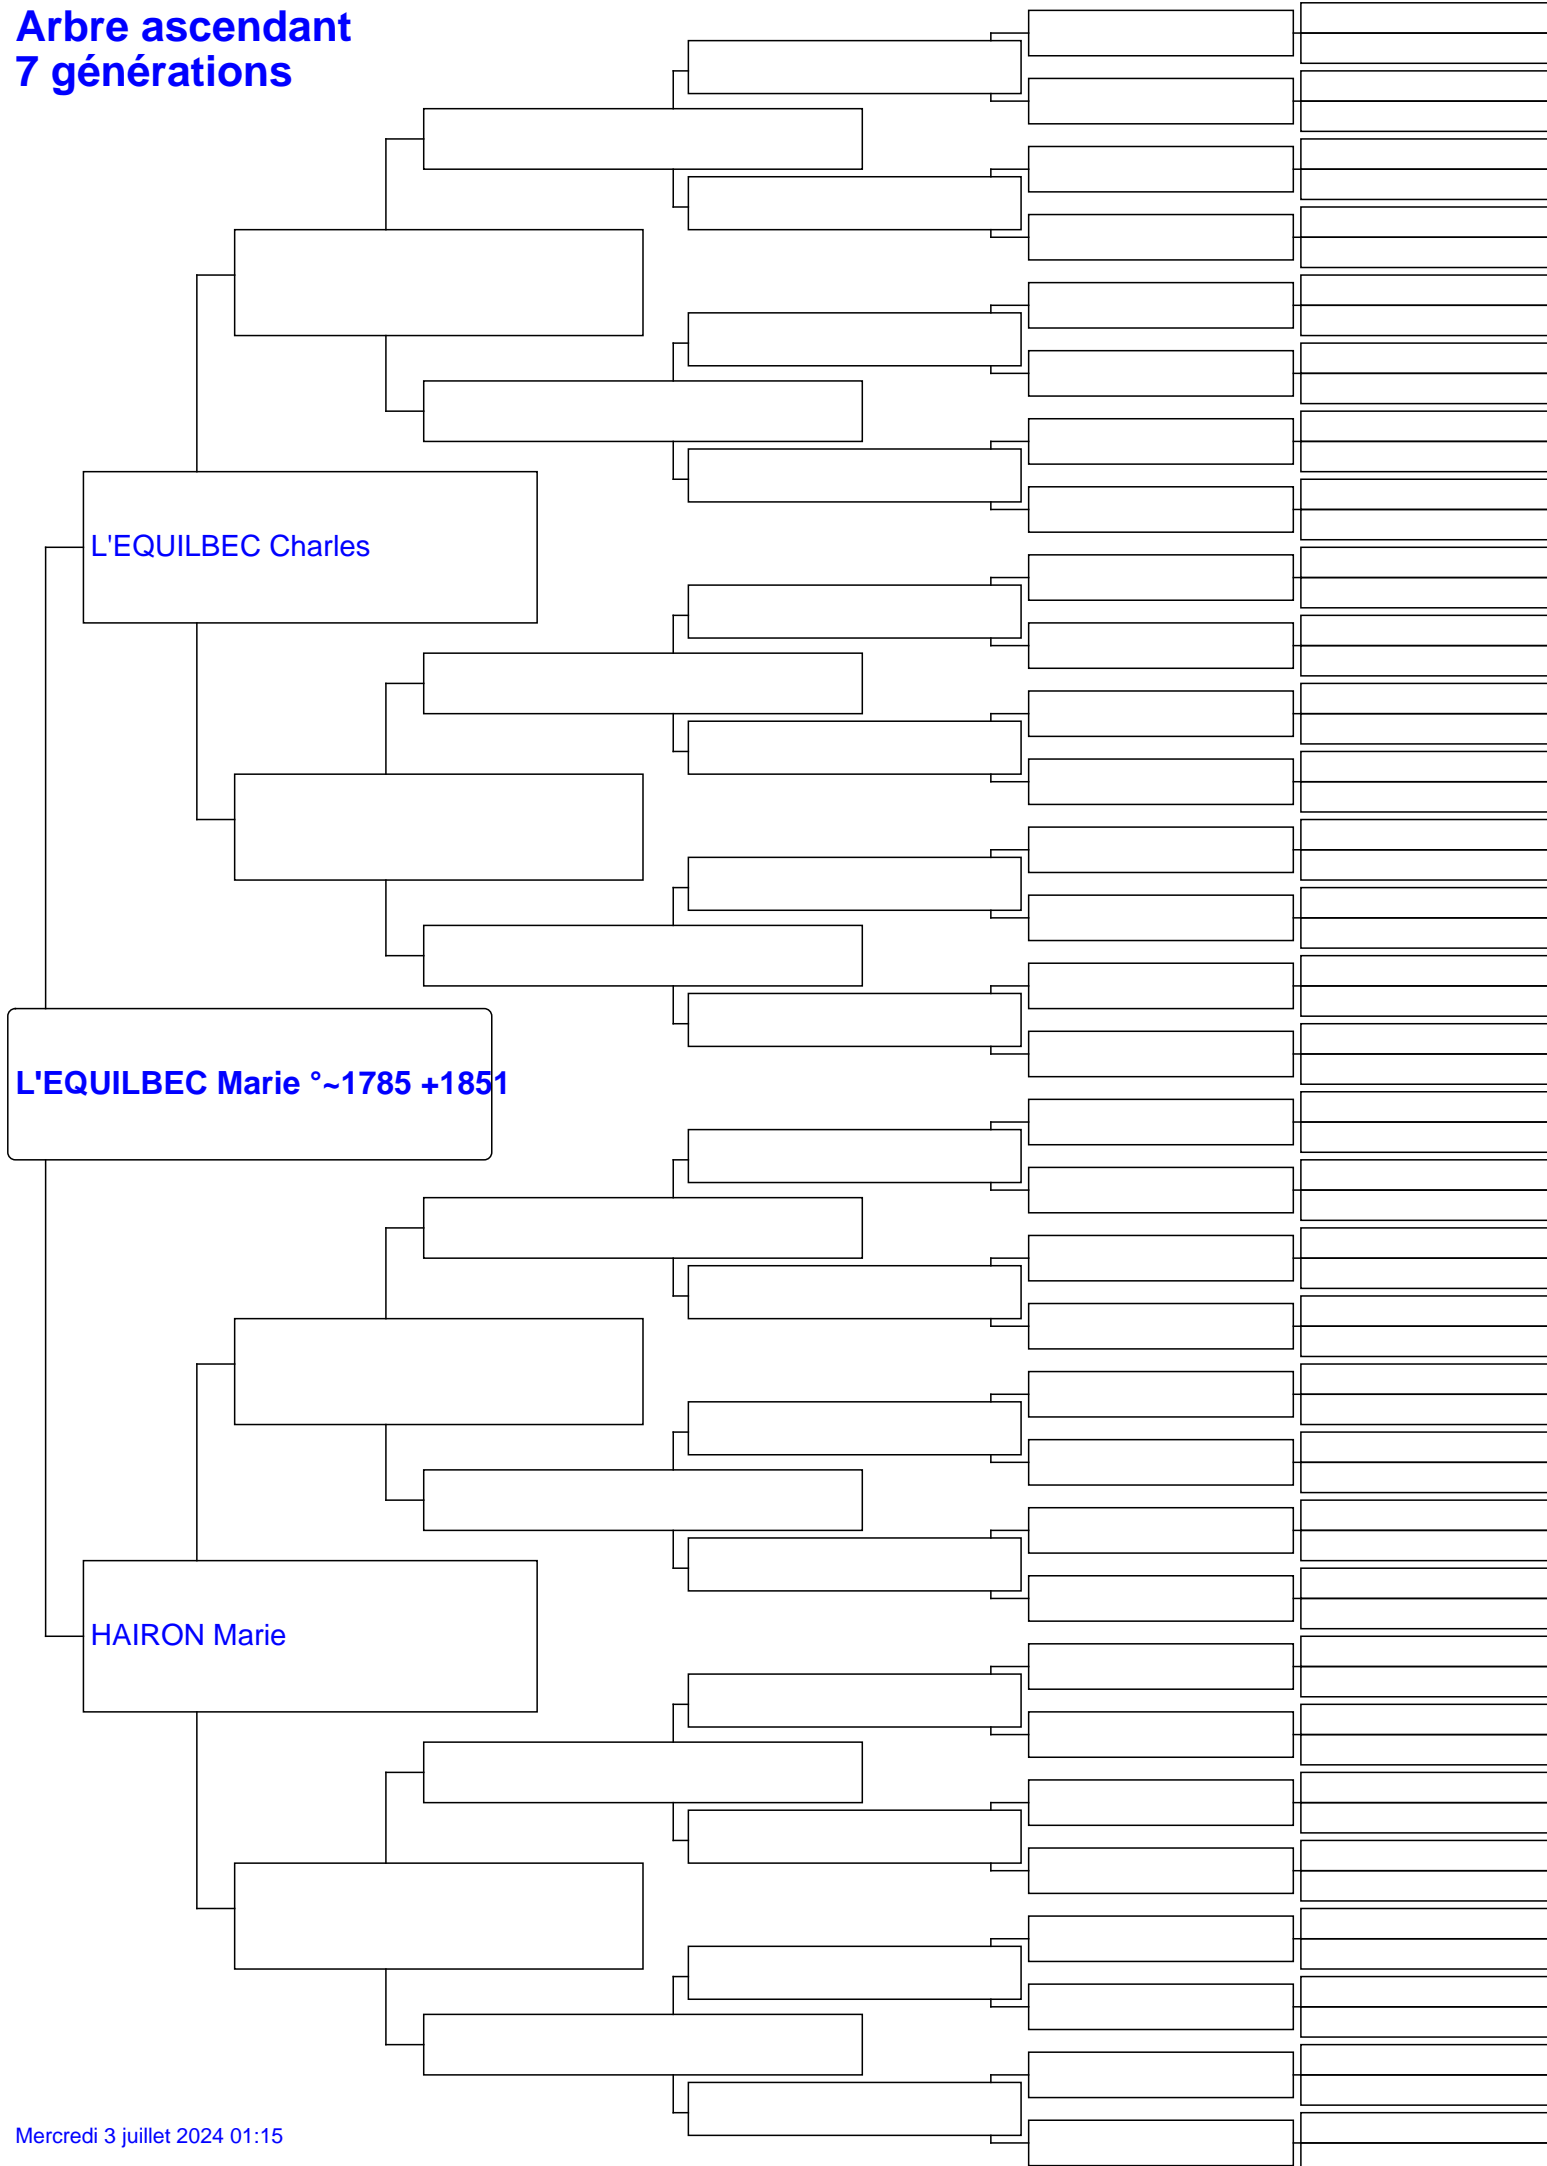 Arbre ascendant
7 générations
L'EQUILBEC Charles
L'EQUILBEC Marie °~1785 +1851
HAIRON Marie
Mercredi 3 juillet 2024 01:15